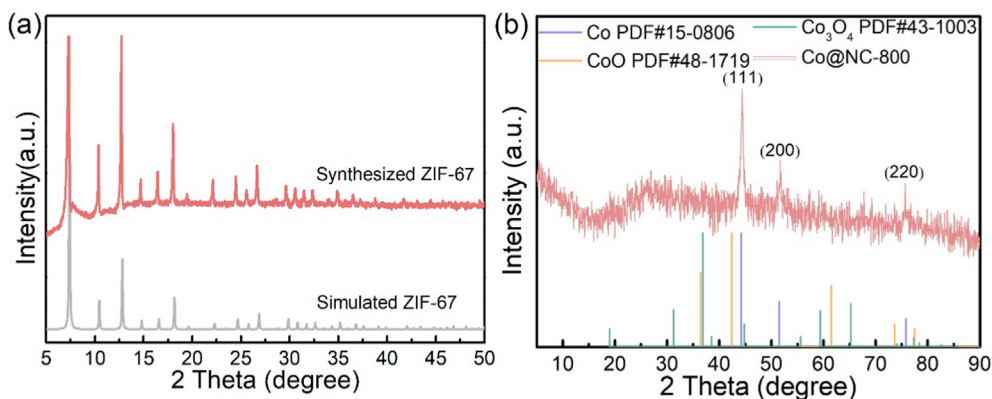 (a)
Intensity(a.u.)
Synthesized ZIF-67
Simulated ZIF-67
5 10 15 20 25 30 35 40 45 50
2 Theta (degree)
(b)
Intensity (a.u.)
Co PDF#15-0806
Co₃O₄ PDF#43-1003
CoO PDF#48-1719
Co@NC-800
(111)
(200)
(220)
10 20 30 40 50 60 70 80 90
2 Theta (degree)